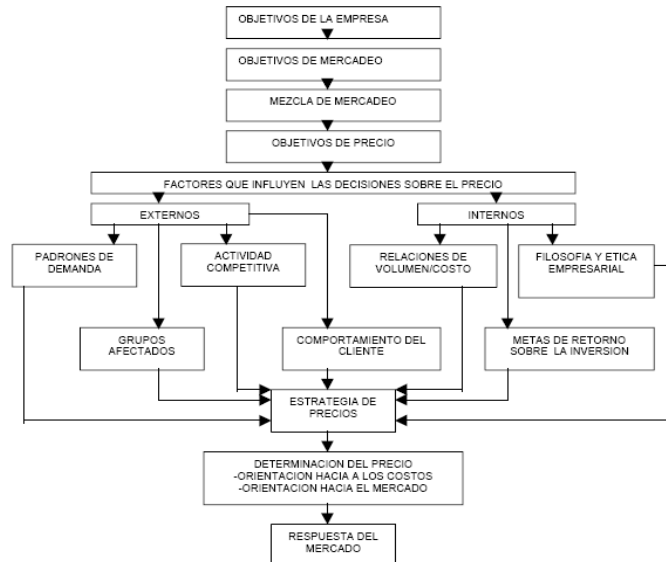 OBJETIVOS DE LA EMPRESA
OBJETIVOS DE MERCADEO
MEZCLA DE MERCADEO
OBJETIVOS DE PRECIO
FACTORES QUE INFLUYEN LAS DECISIONES SOBRE EL PRECIO
EXTERNOS
INTERNOS
PADRONES DE
DEMANDA
ACTIVIDAD
COMPETITIVA
RELACIONES DE
VOLUMEN/COSTO
FILOSOFIA Y ETICA
EMPRESARIAL
GRUPOS
AFECTADOS
COMPORTAMIENTO DEL
CLIENTE
METAS DE RETORNO
SOBRE LA INVERSION
ESTRATEGIA DE
PRECIOS
DETERMINACION DEL PRECIO
-ORIENTACION HACIA A LOS COSTOS
-ORIENTACION HACIA EL MERCADO
RESPUESTA DEL
MERCADO